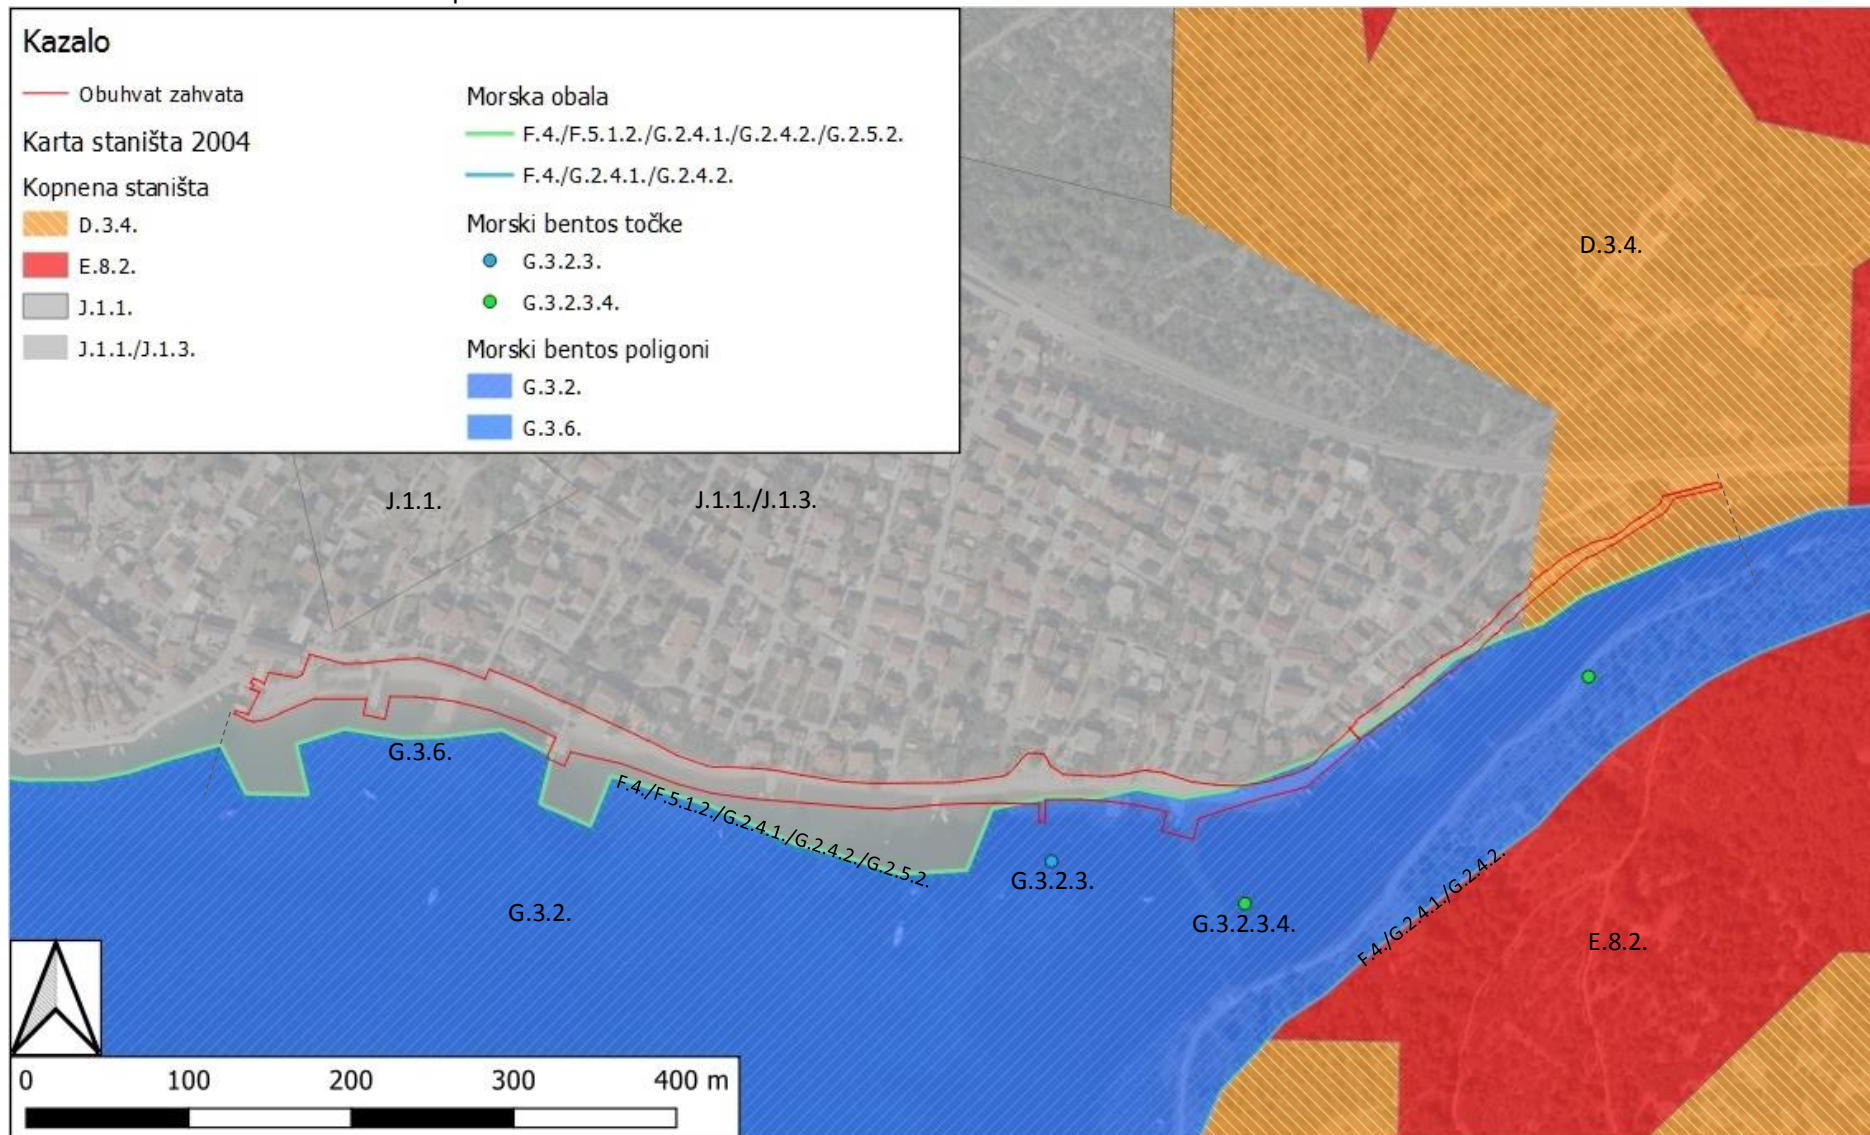 Kazalo
Obuhvat zahvata
Karta staništa 2004
Kopnena staništa
D.3.4.
E.8.2.
J.1.1.
J.1.1./J.1.3.
Morska obala
F.4./F.5.1.2./G.2.4.1./G.2.4.2./G.2.5.2.
F.4./G.2.4.1./G.2.4.2.
Morski bentos točke
G.3.2.3.
G.3.2.3.4.
Morski bentos poligoni
G.3.2.
G.3.6.
D.3.4.
J.1.1.
J.1.1./J.1.3.
G.3.6.
F.4./F.5.1.2./G.2.4.1./G.2.4.2./G.2.5.2.
G.3.2.3.
G.3.2.
G.3.2.3.4.
F.4./G.2.4.1./G.2.4.2.
E.8.2.
0 100 200 300 400 m